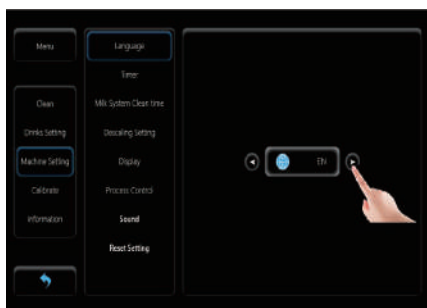 Menu
Clean
Drinks Setting
Machine Setting
Calibrate
Information
Language
Timer
Milk System Clean time
Descaling Setting
Display
Process Control
Sound
Reset Setting
EN